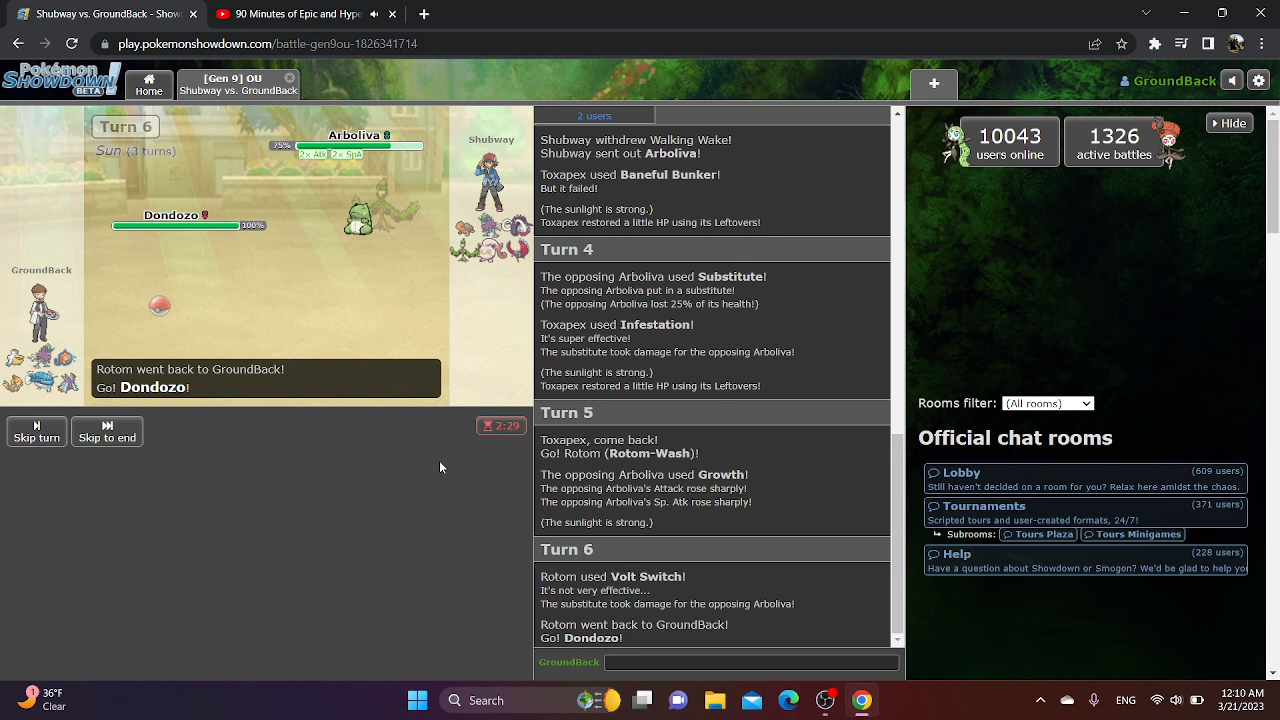 Shubway vs. GroundBack - Show
90 Minutes of Epic and Hype
play.pokemonshowdown.com/battle-gen9ou-1826341714
Pokémon
SHOWDOWN!
BETA
Home
[Gen 9] OU
Shubway vs. GroundBack
GroundBack
Turn 6
Sun (3 turns)
Arboliva
75%
2× Atk 2× SpA
Dondozo
100%
Shubway
GroundBack
Rotom went back to GroundBack!
Go! Dondozo!
Skip turn
Skip to end
2:29
2 users
Shubway withdrew Walking Wake!
Shubway sent out Arboliva!
Toxapex used Baneful Bunker!
But it failed!
(The sunlight is strong.)
Toxapex restored a little HP using its Leftovers!
Turn 4
The opposing Arboliva used Substitute!
The opposing Arboliva put in a substitute!
(The opposing Arboliva lost 25% of its health!)
Toxapex used Infestation!
It's super effective!
The substitute took damage for the opposing Arboliva!
(The sunlight is strong.)
Toxapex restored a little HP using its Leftovers!
Turn 5
Toxapex, come back!
Go! Rotom (Rotom-Wash)!
The opposing Arboliva used Growth!
The opposing Arboliva's Attack rose sharply!
The opposing Arboliva's Sp. Atk rose sharply!
(The sunlight is strong.)
Turn 6
Rotom used Volt Switch!
It's not very effective...
The substitute took damage for the opposing Arboliva!
Rotom went back to GroundBack!
Go! Dondozo!
GroundBack
Hide
10043
users online
1326
active battles
Rooms filter: (All rooms)
Official chat rooms
Lobby
(609 users)
Still haven't decided on a room for you? Relax here amidst the chaos.
Tournaments
(371 users)
Scripted tours and user-created formats, 24/7!
Subrooms: Tours Plaza Tours Minigames
Help
(228 users)
Have a question about Showdown or Smogon? We'd be glad to help you
1
36°F
Clear
Search
ENG
12:10 AM
3/21/2023